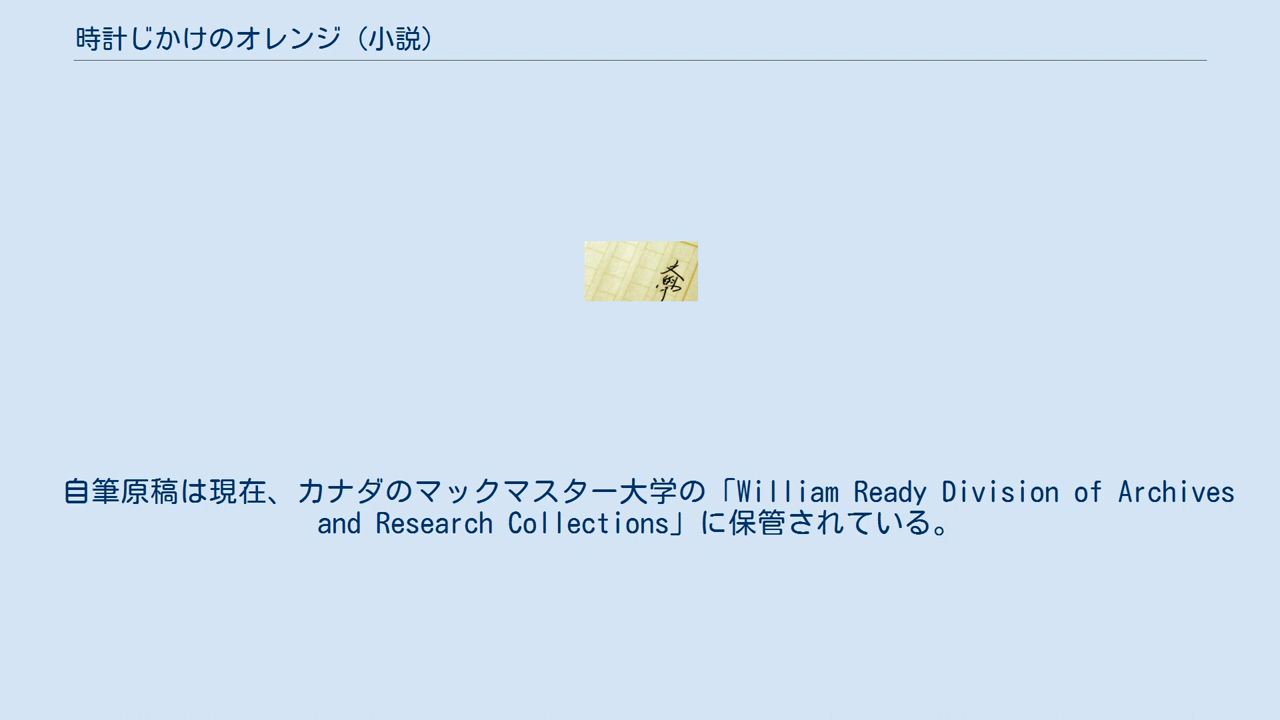 時計じかけのオレンジ（小説）
自筆原稿は現在、カナダのマックマスター大学の「William Ready Division of Archives
and Research Collections」に保管されている。